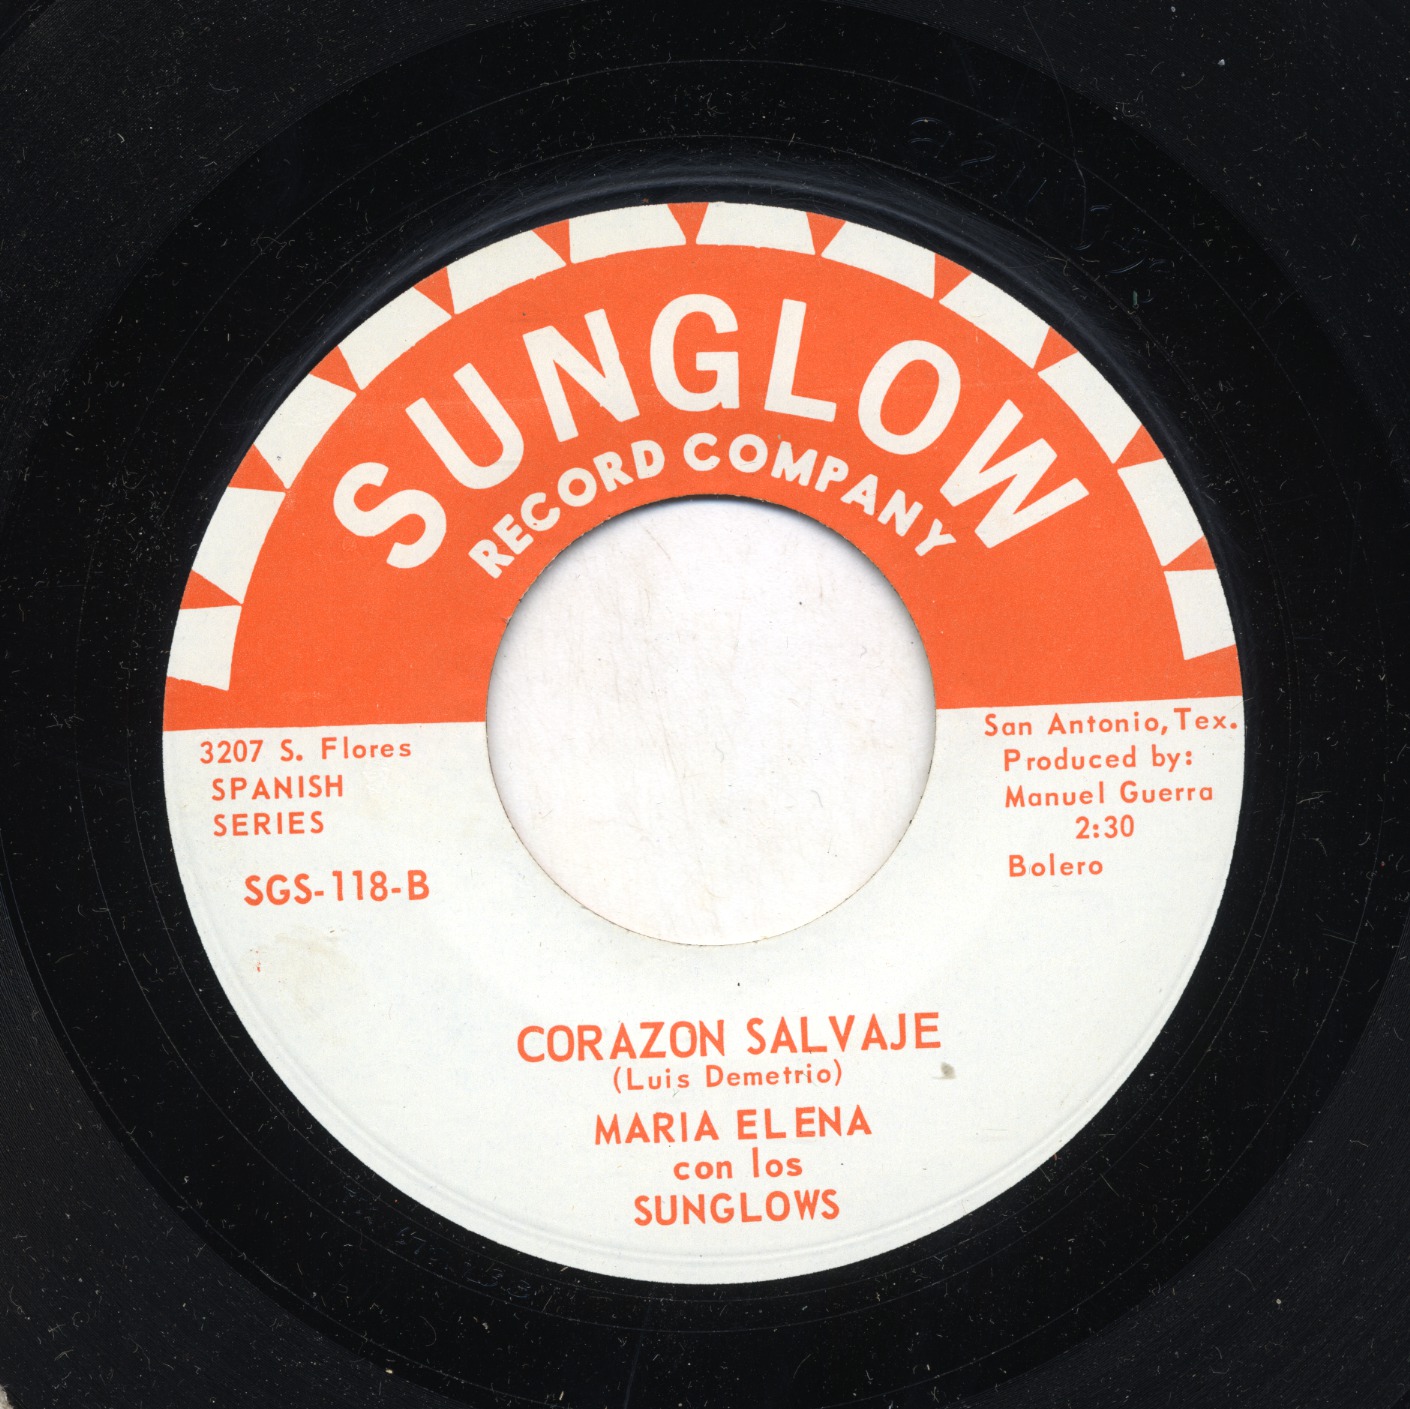 SUNGLOW
RECORD COMPANY
3207 S. Flores
SPANISH
SERIES
SGS-118-B
San Antonio, Tex.
Produced by:
Manuel Guerra
2:30
Bolero
CORAZON SALVAJE
(Luis Demetrio)
MARIA ELENA
con los
SUNGLOWS